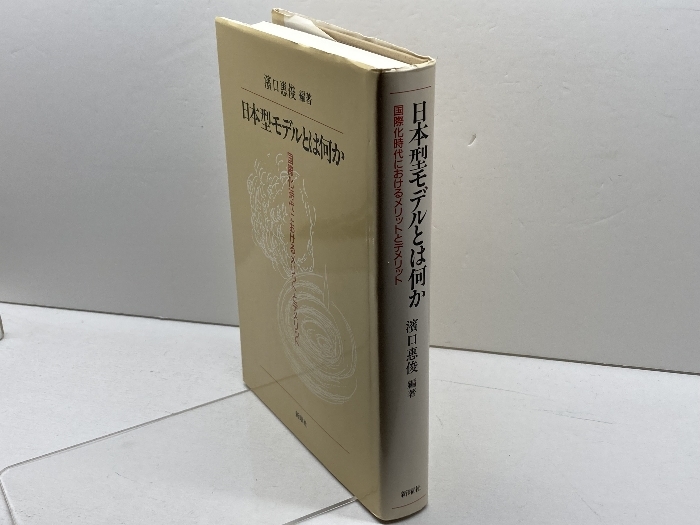 濱口惠俊 編著
日本型モデルとは何か
国際化時代におけるメリットとデメリット
新曜社
日本型モデルとは何か
国際化時代におけるメリットとデメリット
濱口惠俊 編著
新曜社